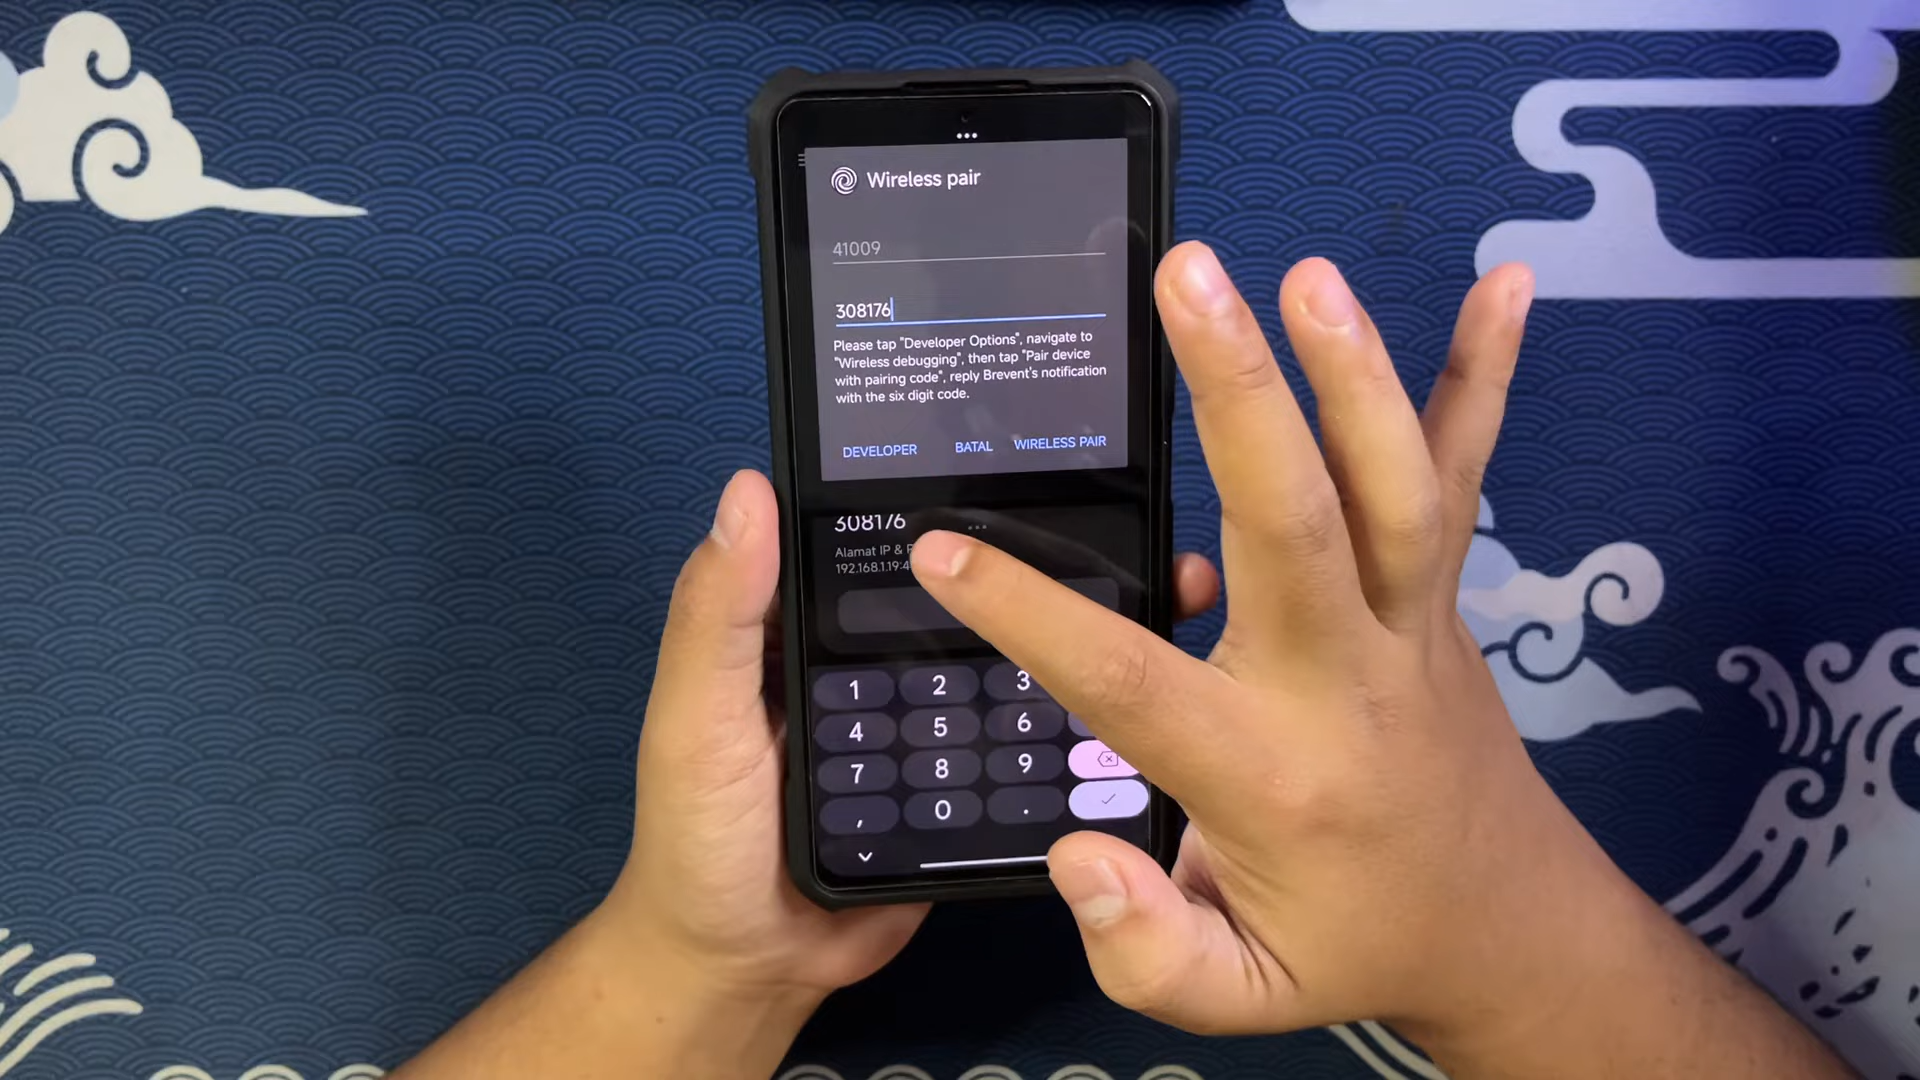 Wireless pair
41009
308176
Please tap "Developer Options", navigate to
"Wireless debugging", then tap "Pair device
with pairing code", reply Brevent's notification
with the six digit code.
DEVELOPER BATAL WIRELESS PAIR
308176
Alamat IP &
192.168.1.19:4
1 2 3
4 5 6
7 8 9
, 0 .